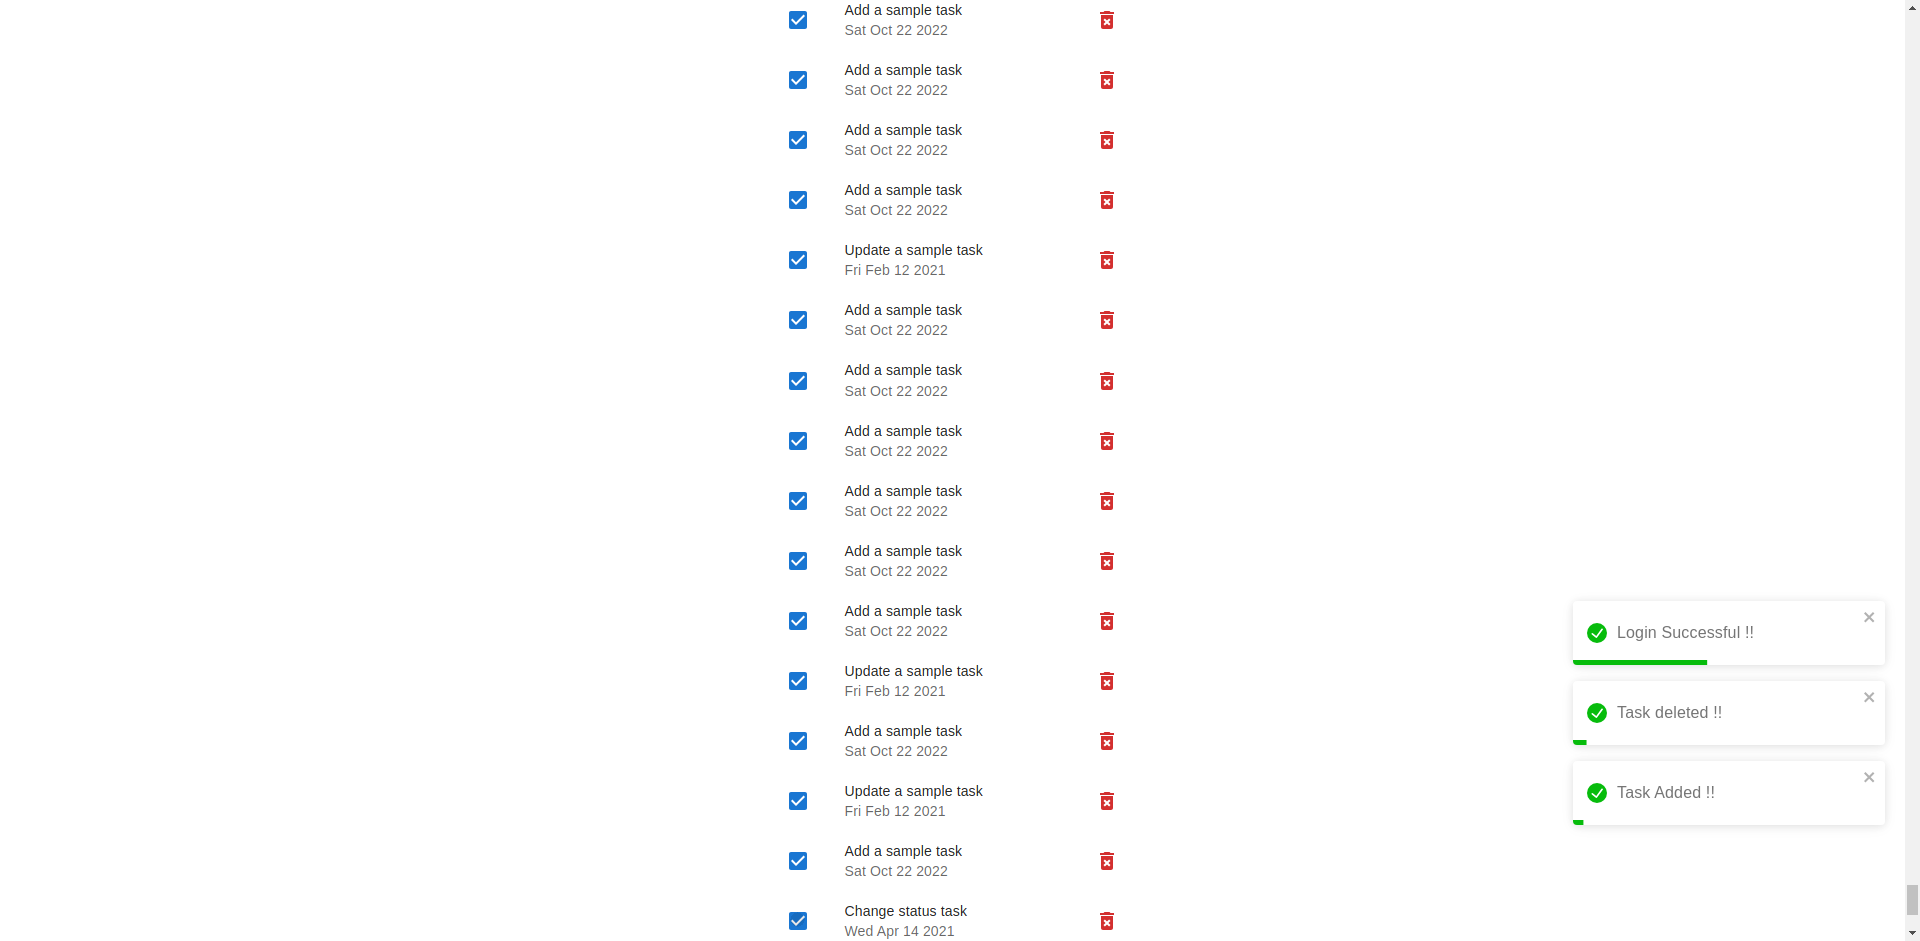 Add a sample task
Sat Oct 22 2022
Add a sample task
Sat Oct 22 2022
Add a sample task
Sat Oct 22 2022
Add a sample task
Sat Oct 22 2022
Update a sample task
Fri Feb 12 2021
Add a sample task
Sat Oct 22 2022
Add a sample task
Sat Oct 22 2022
Add a sample task
Sat Oct 22 2022
Add a sample task
Sat Oct 22 2022
Add a sample task
Sat Oct 22 2022
Add a sample task
Sat Oct 22 2022
Update a sample task
Fri Feb 12 2021
Add a sample task
Sat Oct 22 2022
Update a sample task
Fri Feb 12 2021
Add a sample task
Sat Oct 22 2022
Change status task
Wed Apr 14 2021
Login Successful !!
Task deleted !!
Task Added !!